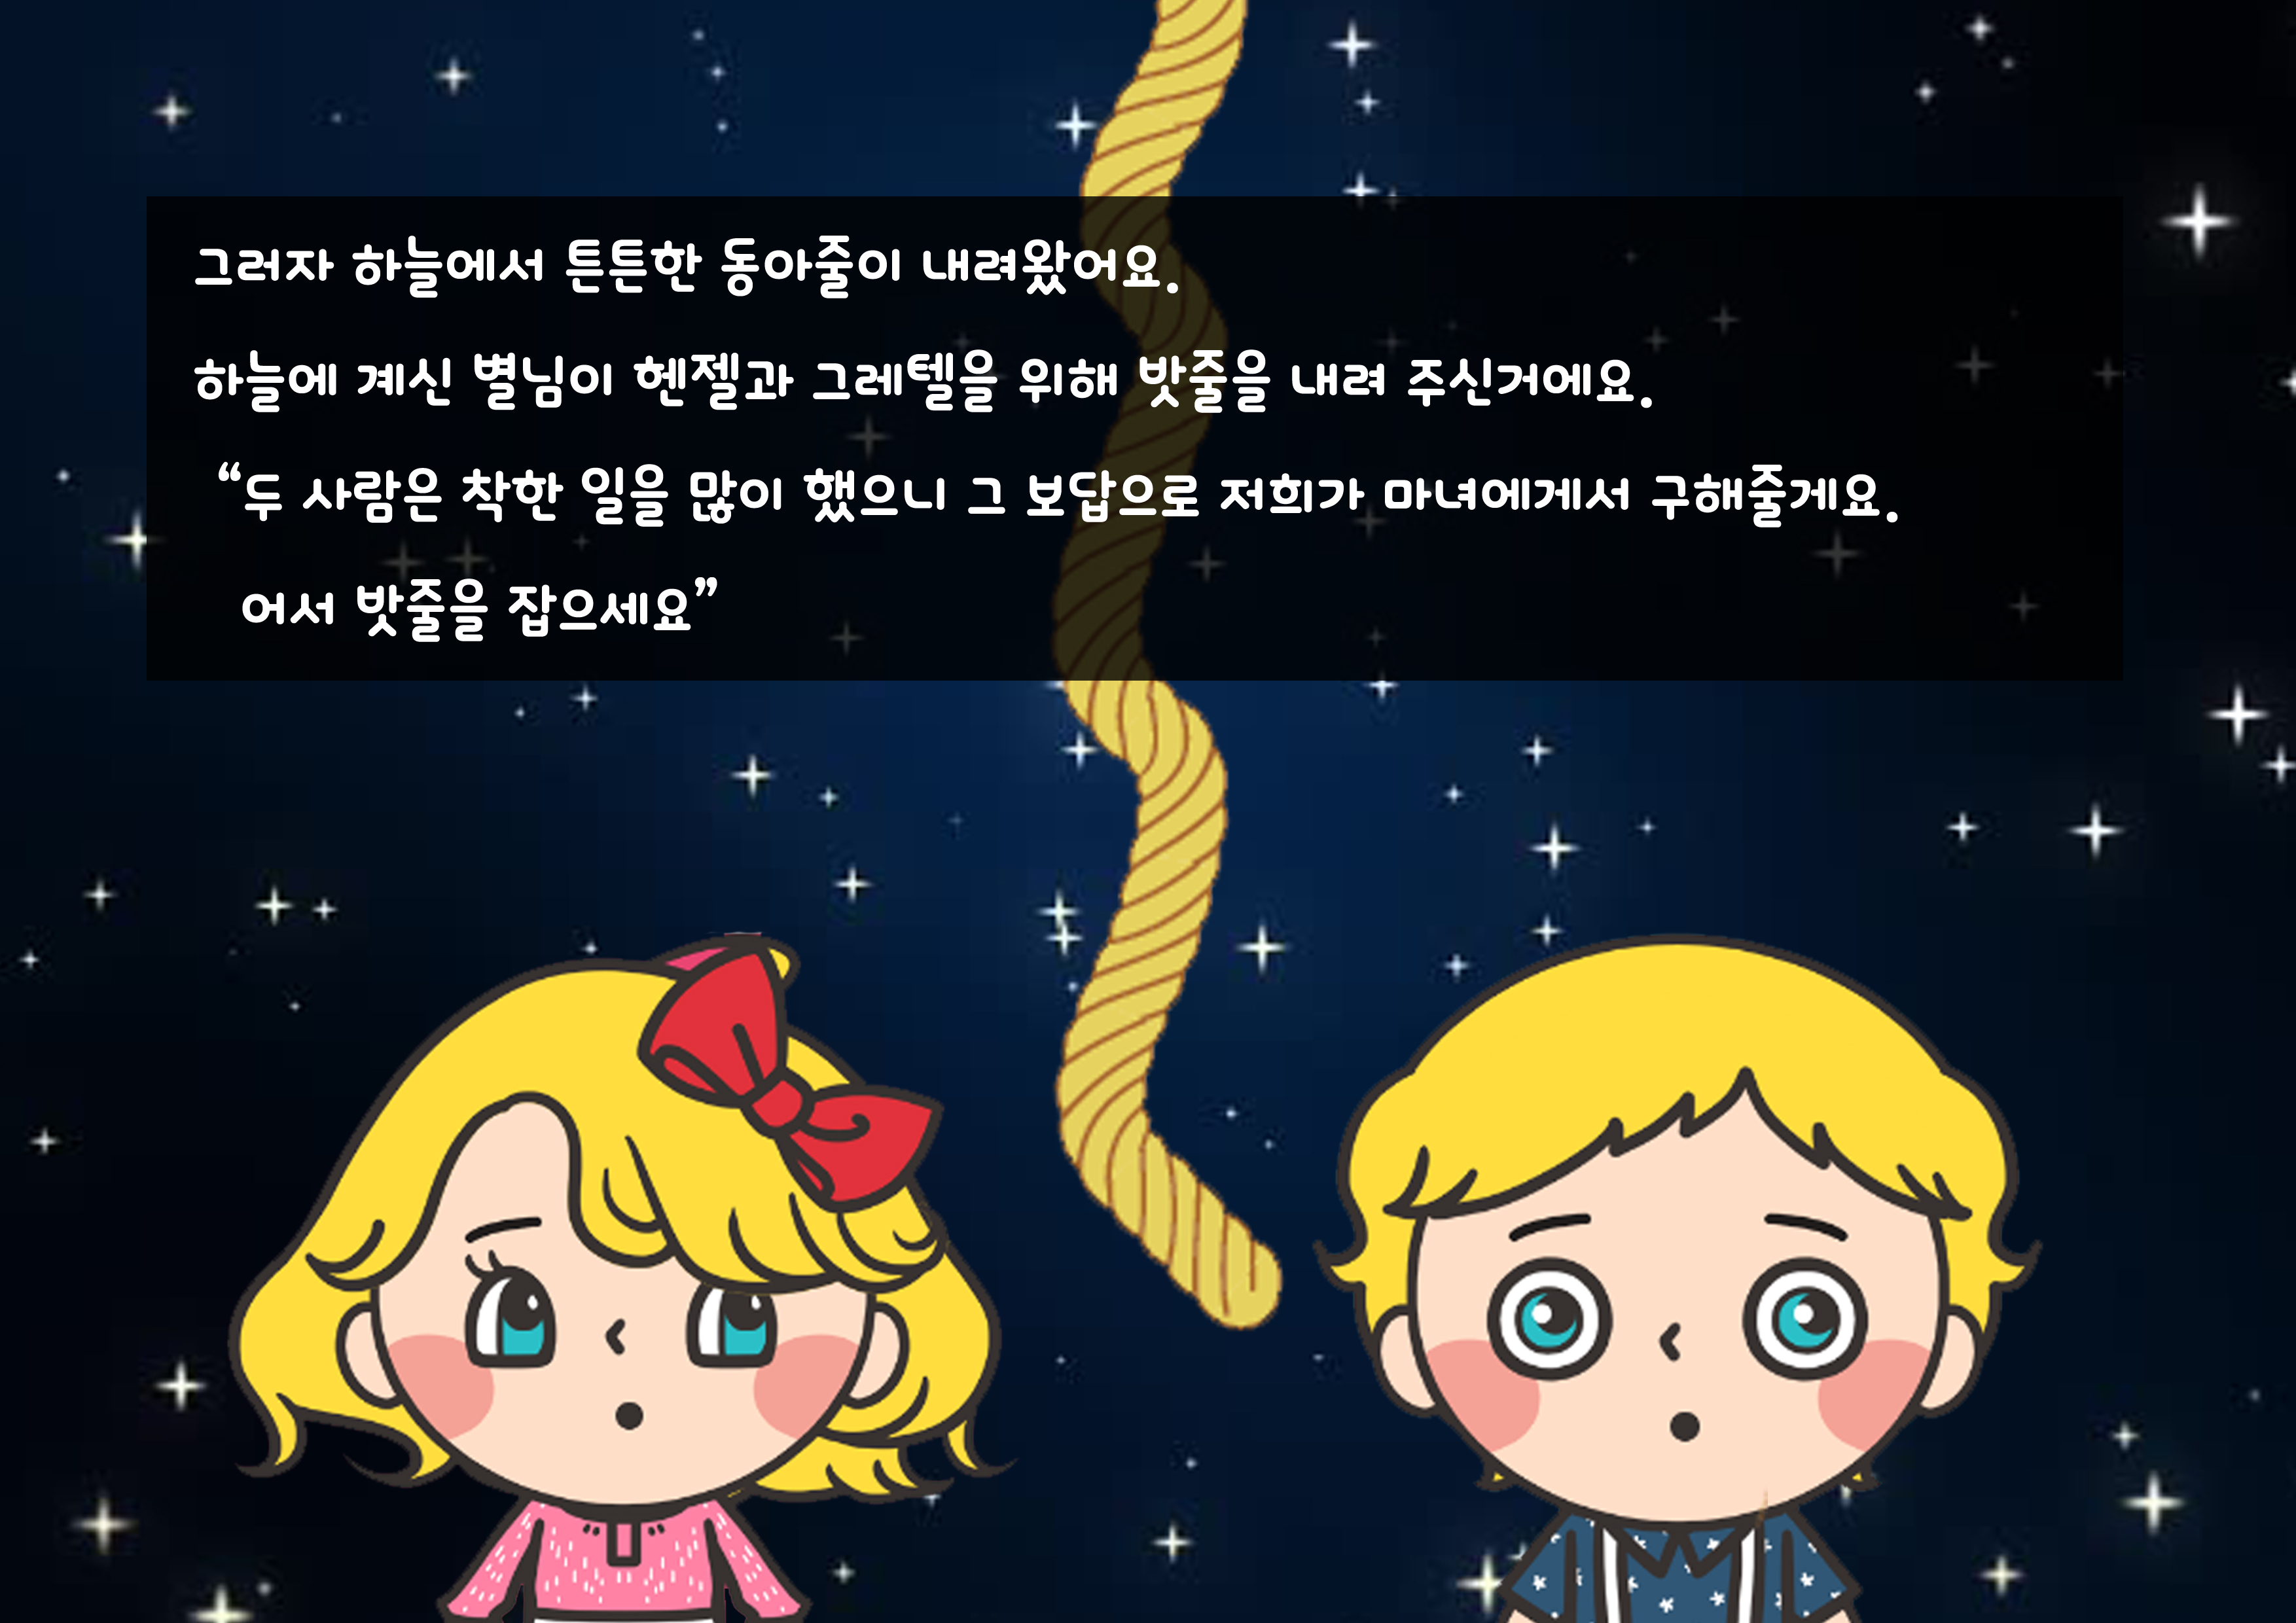 그러자 하늘에서 튼튼한 동아줄이 내려왔어요.
하늘에 계신 별님이 헨젤과 그레텔을 위해 밧줄을 내려 주신거에요.
“두 사람은 착한 일을 많이 했으니 그 보답으로 저희가 마녀에게서 구해줄게요.
어서 밧줄을 잡으세요”